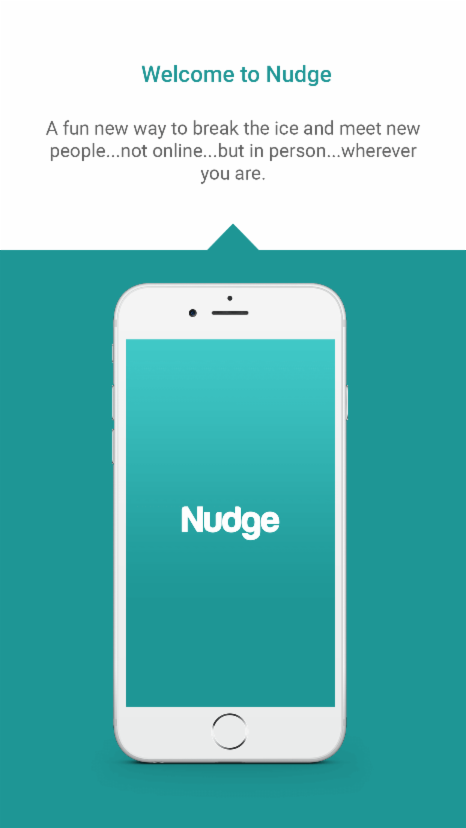 Welcome to Nudge
A fun new way to break the ice and meet new
people...not online...but in person...wherever
you are.
Nudge